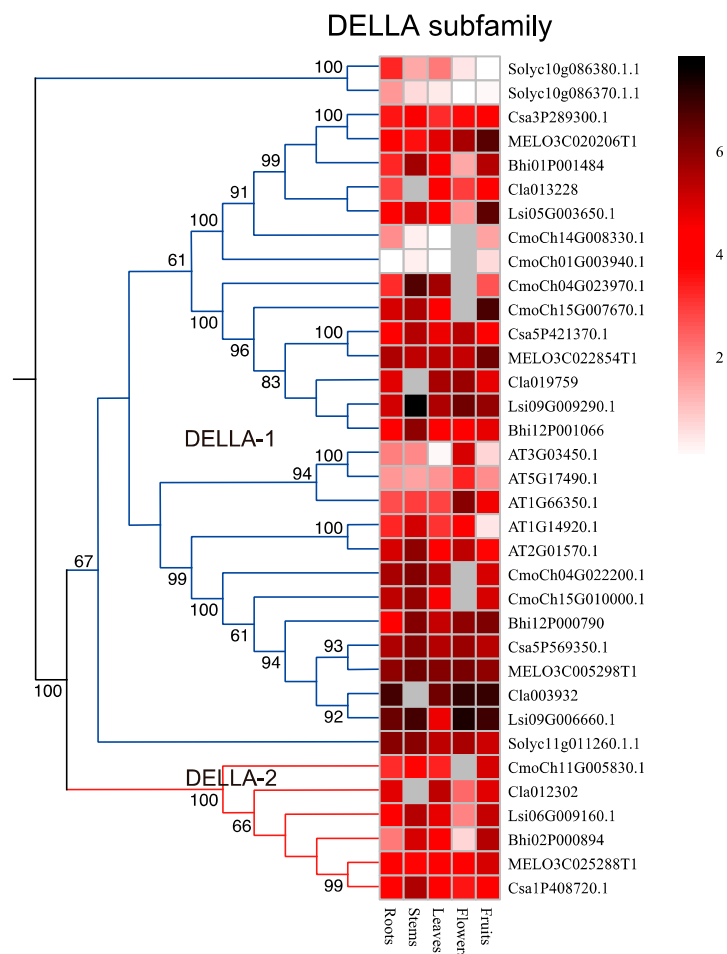 DELLA subfamily
100
Solyc10g086380.1.1
Solyc10g086370.1.1
100
Csa3P289300.1
MELO3C020206T1
99
Bhi01P001484
91
Cla013228
Lsi05G003650.1
100
CmoCh14G008330.1
61
CmoCh01G003940.1
100
CmoCh04G023970.1
96
CmoCh15G007670.1
100
Csa5P421370.1
MELO3C022854T1
83
Cla019759
Lsi09G009290.1
DELLA-1
Bhi12P001066
100
AT3G03450.1
94
AT5G17490.1
AT1G66350.1
100
AT1G14920.1
AT2G01570.1
67
99
CmoCh04G022200.1
100
CmoCh15G010000.1
61
Bhi12P000790
94
93
Csa5P569350.1
MELO3C005298T1
100
Cla003932
92
Lsi09G006660.1
Solyc11g011260.1.1
DELLA-2
CmoCh11G005830.1
100
Cla012302
66
Lsi06G009160.1
Bhi02P000894
MELO3C025288T1
99
Csa1P408720.1
Roots
Stems
Leaves
Flowers
Fruits
6
4
2